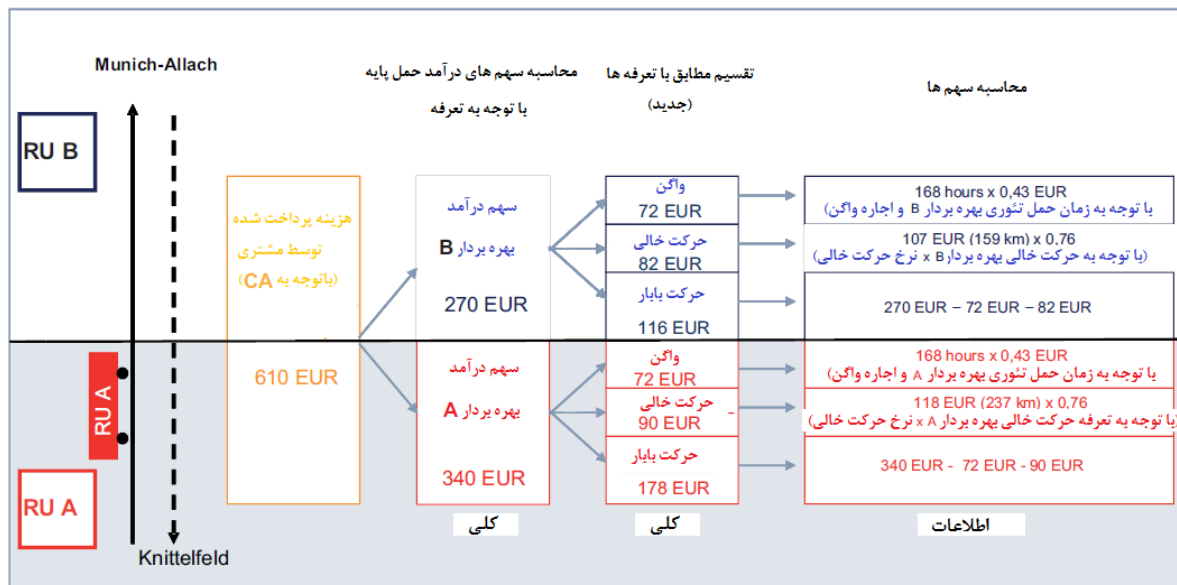 Munich-Allach
RU B
RU A
RU A
Knittelfeld
هزینه پرداخت شده
توسط مشتری
(باتوجه به CA)
610 EUR
محاسبه سهم های درآمد حمل پایه
با توجه به تعرفه
سهم درآمد
بهره بردار B
270 EUR
سهم درآمد
بهره بردار A
340 EUR
کلی
تقسیم مطابق با تعرفه ها
(جدید)
واگن
72 EUR
حرکت خالی
82 EUR
حرکت بابار
116 EUR
واگن
72 EUR
حرکت خالی
90 EUR
حرکت بابار
178 EUR
کلی
محاسبه سهم ها
168 hours x 0,43 EUR
با توجه به زمان حمل تئوری بهره بردار B و اجاره واگن)
107 EUR (159 km) x 0,76
(با توجه به حرکت خالی بهره بردار B x نرخ حرکت خالی)
270 EUR – 72 EUR – 82 EUR
168 hours x 0,43 EUR
با توجه به زمان حمل تئوری بهره بردار A و اجاره واگن)
118 EUR (237 km) x 0,76
(با توجه به تعرفه حرکت خالی بهره بردار A x نرخ حرکت خالی)
340 EUR - 72 EUR - 90 EUR
اطلاعات